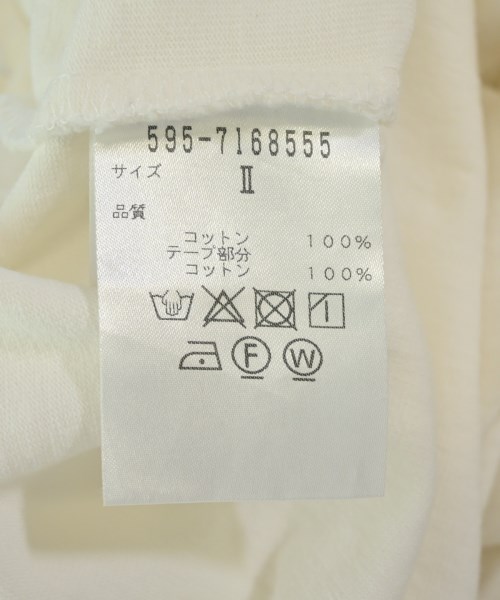 595-7168555
サイズ II
品質
コットン 100%
テープ部分
コットン 100%
F W